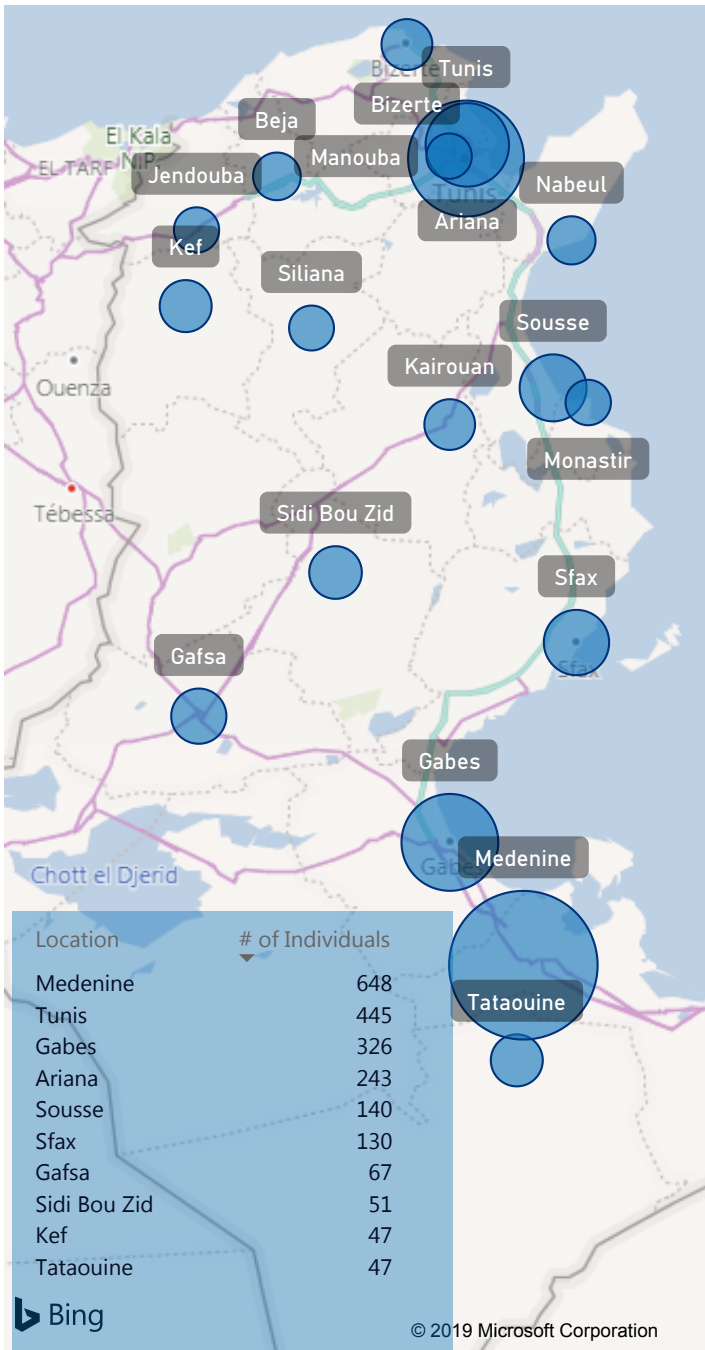 Bizerte
Tunis
Bizerte
Beja
El Kala
N.P.
Manouba
EL TARF
Jendouba
Nabeul
Tunis
Ariana
Kef
Siliana
Sousse
Kairouan
Ouenza
Monastir
Tébessa
Sidi Bou Zid
Sfax
Gafsa
Sfax
Gabes
Gabes
Medenine
Chott el Djerid
Location # of Individuals
Medenine 648
Tunis 445
Gabes 326
Ariana 243
Sousse 140
Sfax 130
Gafsa 67
Sidi Bou Zid 51
Kef 47
Tataouine 47
Tataouine
Bing
© 2019 Microsoft Corporation